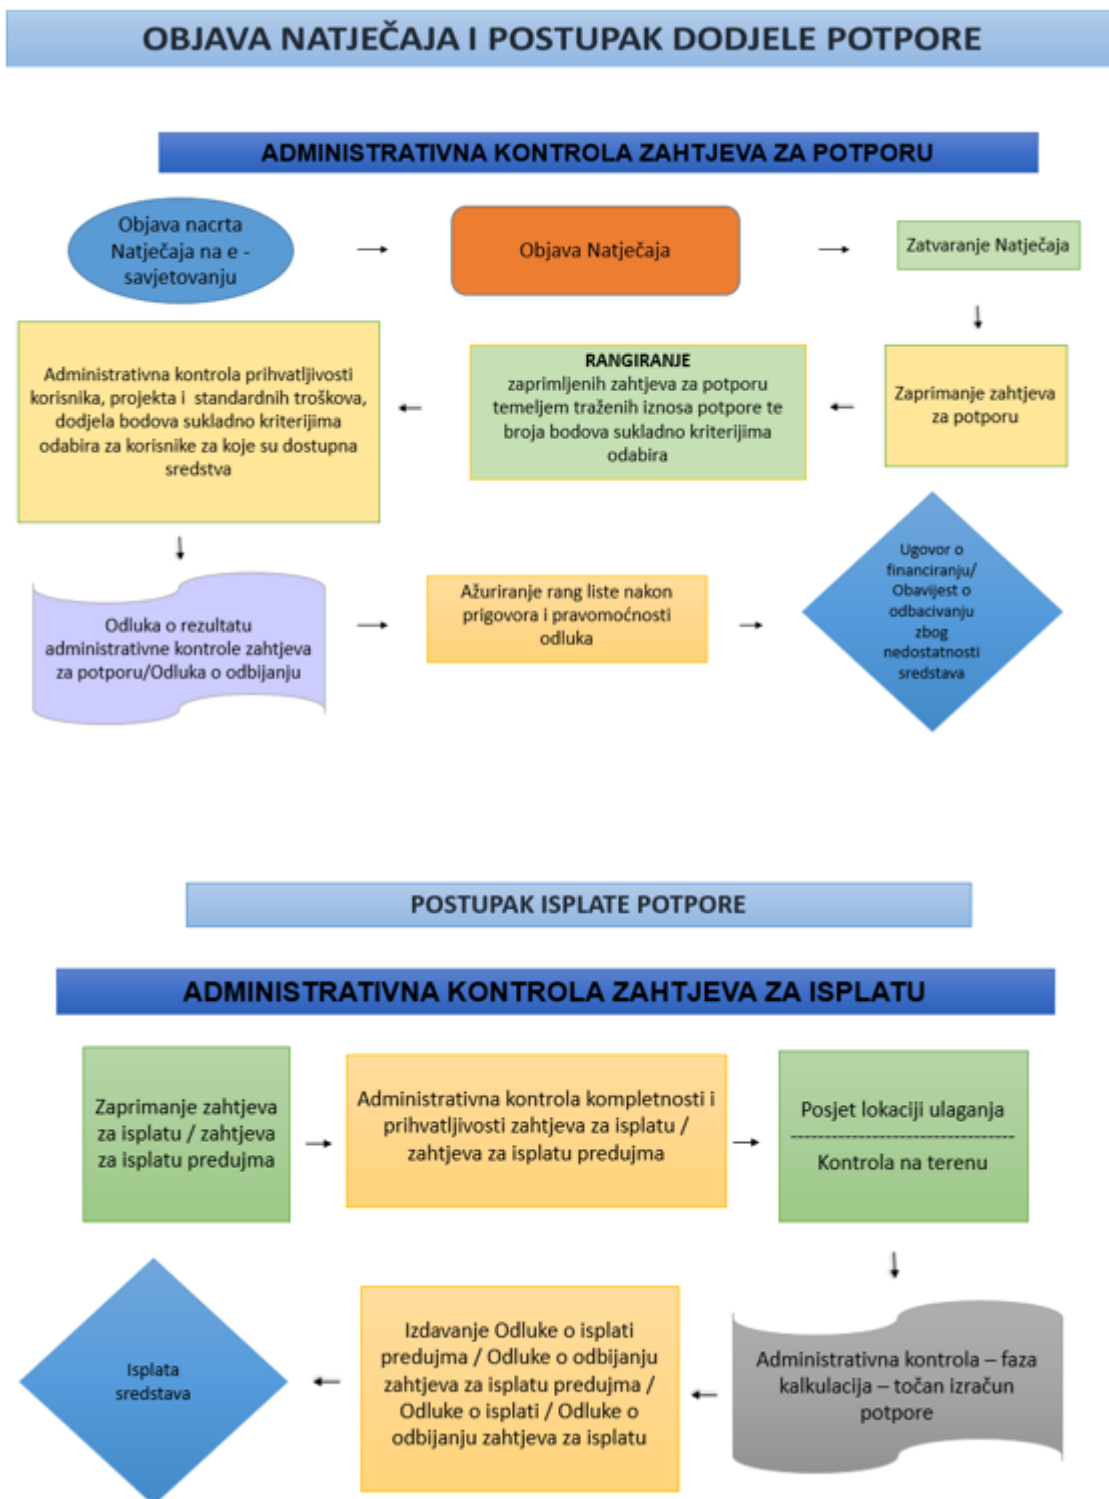 OBJAVA NATJEČAJA I POSTUPAK DODJELE POTPORE
ADMINISTRATIVNA KONTROLA ZAHTJEVA ZA POTPORU
Objava nacrta
Natječaja na e -
savjetovanju
Objava Natječaja
Zatvaranje Natječaja
Zaprimanje zahtjeva
za potporu
RANGIRANJE
zaprimljenih zahtjeva za potporu
temeljem traženih iznosa potpore te
broja bodova sukladno kriterijima
odabira
Administrativna kontrola prihvatljivosti
korisnika, projekta i standardnih troškova,
dodjela bodova sukladno kriterijima
odabira za korisnike za koje su dostupna
sredstva
Odluka o rezultatu
administrativne kontrole zahtjeva
za potporu/Odluka o odbijanju
Ažuriranje rang liste nakon
prigovora i pravomoćnosti
odluka
Ugovor o
financiranju/
Obavijest o
odbacivanju
zbog
nedostatnosti
sredstava
POSTUPAK ISPLATE POTPORE
ADMINISTRATIVNA KONTROLA ZAHTJEVA ZA ISPLATU
Zaprimanje zahtjeva
za isplatu / zahtjeva
za isplatu predujma
Administrativna kontrola kompletnosti i
prihvatljivosti zahtjeva za isplatu /
zahtjeva za isplatu predujma
Posjet lokaciji ulaganja
----------------------------------
Kontrola na terenu
Administrativna kontrola – faza
kalkulacija – točan izračun
potpore
Izdavanje Odluke o isplati
predujma / Odluke o odbijanju
zahtjeva za isplatu predujma /
Odluke o isplati / Odluke o
odbijanju zahtjeva za isplatu
Isplata
sredstava